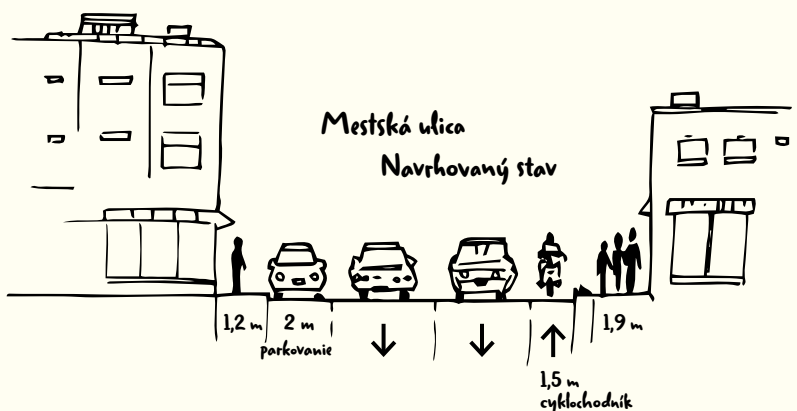 Mestská ulica
Navrhovaný stav
1,2 m
2 m
parkovanie
1,9 m
1,5 m
cyklochodník